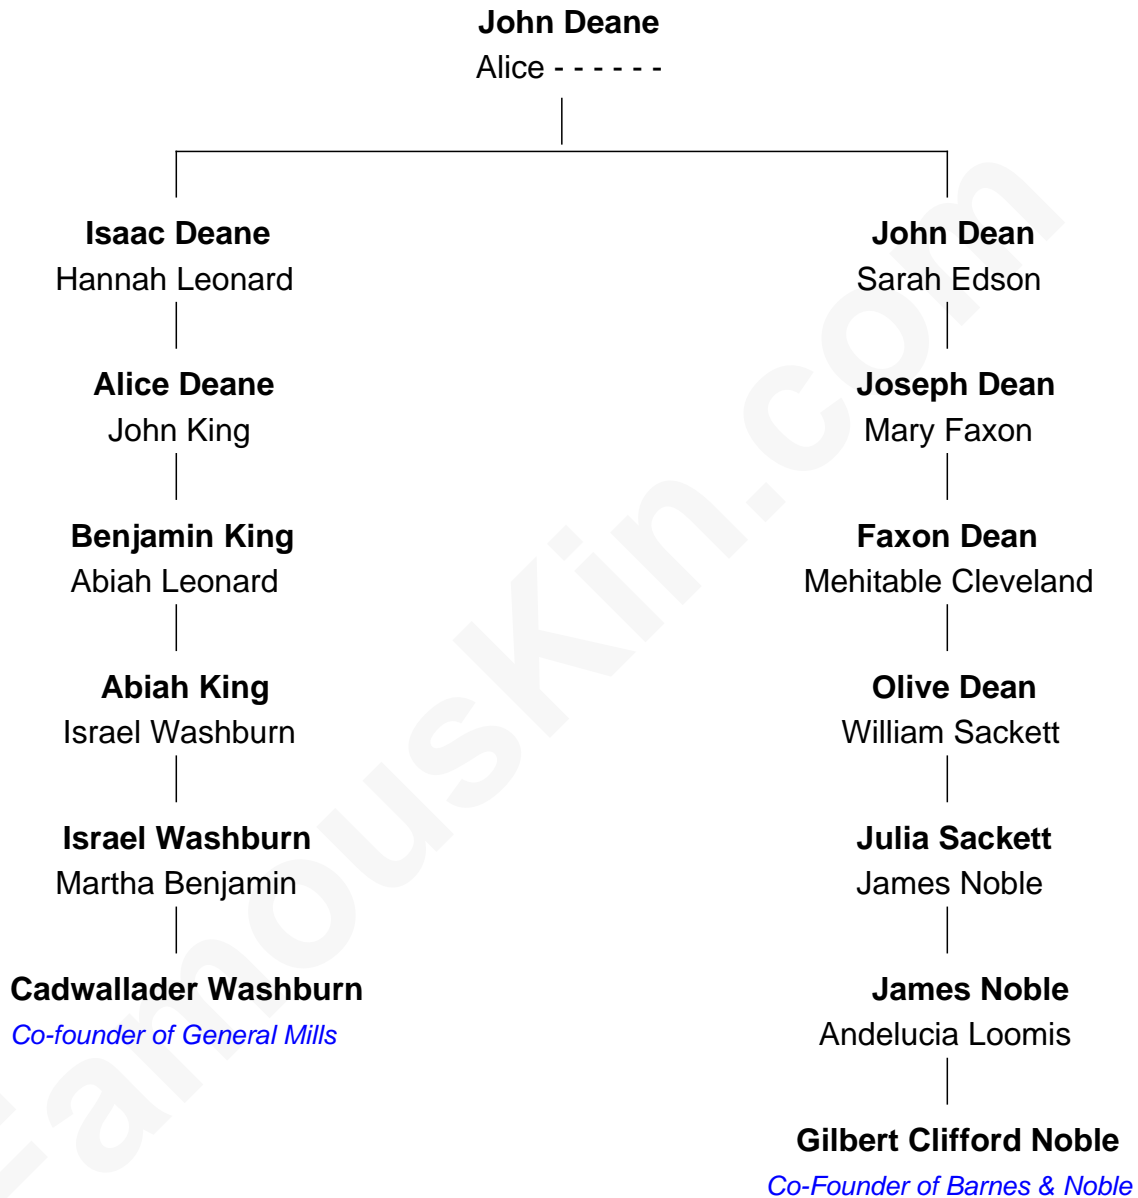 John Deane
Alice - - - - - -
Isaac Deane
Hannah Leonard
John Dean
Sarah Edson
Alice Deane
John King
Joseph Dean
Mary Faxon
Benjamin King
Abiah Leonard
Faxon Dean
Mehitable Cleveland
Abiah King
Israel Washburn
Olive Dean
William Sackett
Israel Washburn
Martha Benjamin
Julia Sackett
James Noble
Cadwallader Washburn
Co-founder of General Mills
James Noble
Andelucia Loomis
Gilbert Clifford Noble
Co-Founder of Barnes & Noble
FamousKin.com